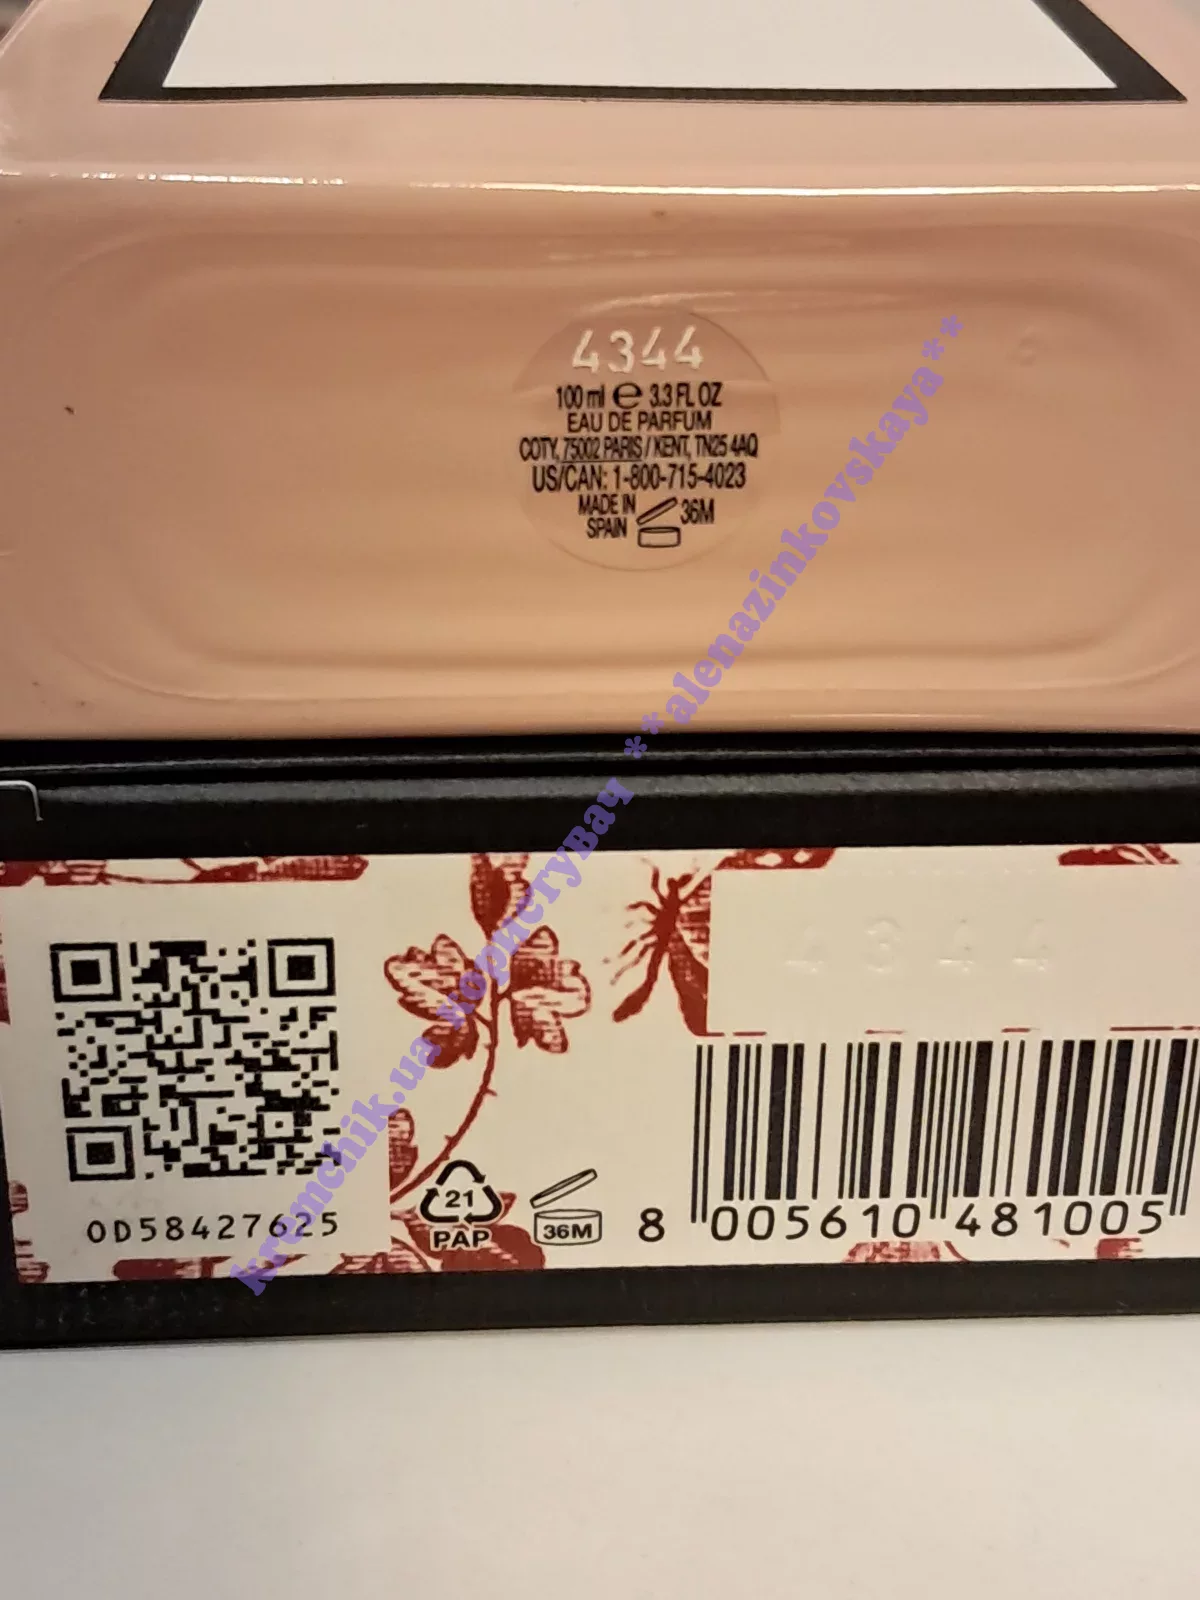 4344
100 ml e 3.3 FL OZ
EAU DE PARFUM
COTY, 75002 PARIS / KENT, TN25 4AQ
US/CAN: 1-800-715-4023
MADE IN
SPAIN
36M
kremchik.ua користувач **alenazinkovskaya**
4344
0D58427625
21
PAP
36M
8 005610 481005